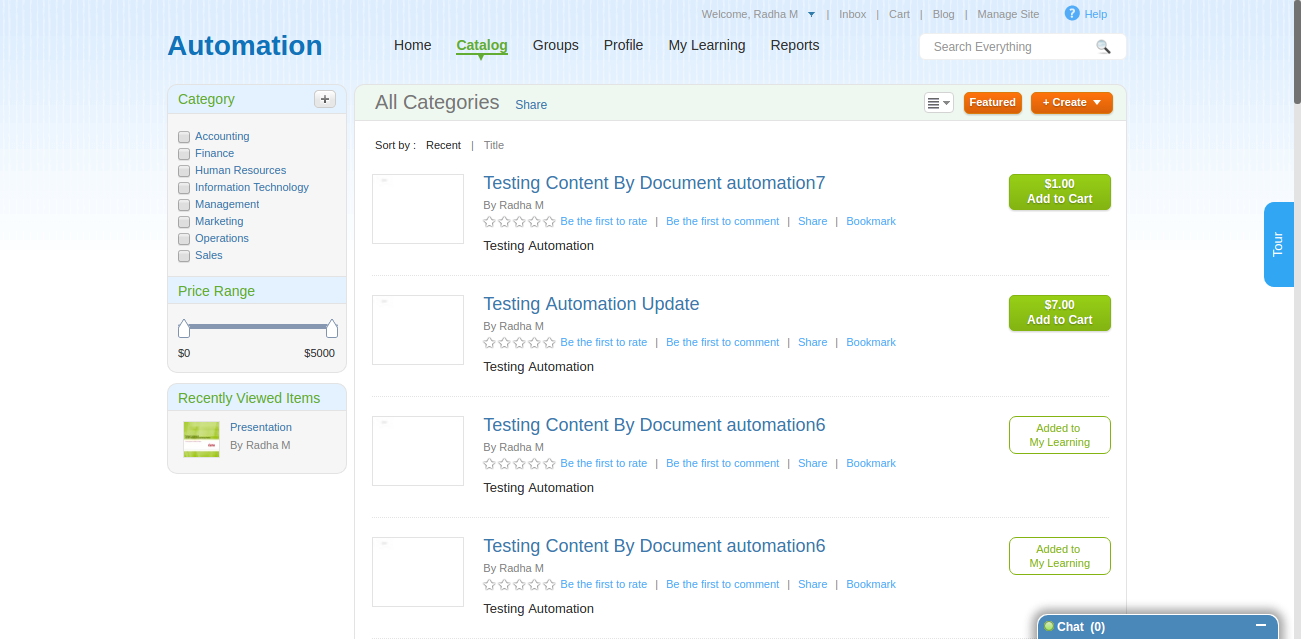 Welcome, Radha M | Inbox | Cart | Blog | Manage Site ? Help
Automation
Home Catalog Groups Profile My Learning Reports
Search Everything
Category +
Accounting
Finance
Human Resources
Information Technology
Management
Marketing
Operations
Sales
Price Range
$0 $5000
Recently Viewed Items
Presentation
By Radha M
All Categories Share
Featured
+ Create
Sort by : Recent | Title
Testing Content By Document automation7
By Radha M
Be the first to rate | Be the first to comment | Share | Bookmark
Testing Automation
$1.00
Add to Cart
Testing Automation Update
By Radha M
Be the first to rate | Be the first to comment | Share | Bookmark
Testing Automation
$7.00
Add to Cart
Testing Content By Document automation6
By Radha M
Be the first to rate | Be the first to comment | Share | Bookmark
Testing Automation
Added to
My Learning
Testing Content By Document automation6
By Radha M
Be the first to rate | Be the first to comment | Share | Bookmark
Testing Automation
Added to
My Learning
Tour
Chat (0)